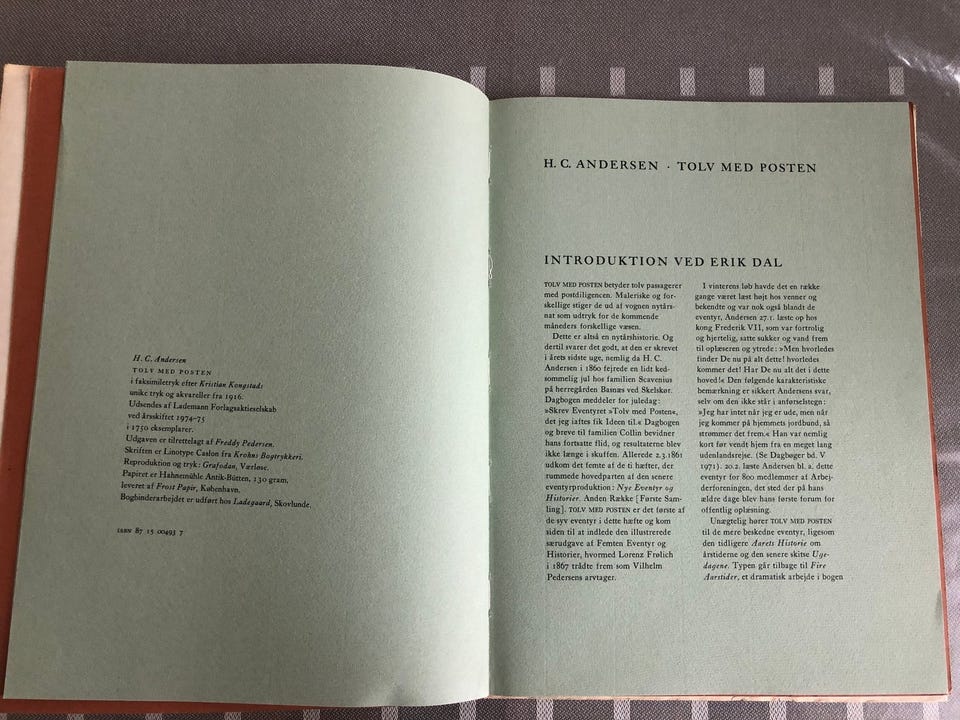 H. C. Andersen
TOLV MED POSTEN
i faksimiletryk efter Kristian Kongstads
unikc tryk og akvareller fra 1916.
Udsendes af Lademann Forlagsaktieselskab
ved årsskiftet 1974-75
i 1750 eksemplarer.
Udgaven er tilrettelagt af Freddy Pedersen.
Skriften er Linotype Caslon fra Krohns Bogtrykkeri.
Reproduktion og tryk: Grafodan, Værløse.
Papiret er Hahnemühle Antik-Bütten, 130 gram,
leveret af Frost Papir, København.
Bogbinderarbejdet er udført hos Ladegaard, Skovlunde.
ISBN 87 15 00493 7
H. C. ANDERSEN · TOLV MED POSTEN
INTRODUKTION VED ERIK DAL
TOLV MED POSTEN betyder tolv passagerer
med postdiligencen. Maleriske og for-
skellige stiger de ud af vognen nytårs-
nat som udtryk for de kommende
måneders forskellige væsen.
Dette er altså en nytårshistorie. Og
dertil svarer det godt, at den er skrevet
i årets sidste uge, nemlig da H. C.
Andersen i 1860 fejrede en lidt ked-
sommelig jul hos familien Scavenius
på herregården Basnæs ved Skelskør.
Dagbogen meddeler for juledag:
»Skrev Eventyret »Tolv med Posten«,
det jeg iaftes fik Ideen til.« Dagbogen
og breve til familien Collin bevidner
hans fortsatte flid, og resultaterne blev
ikke længe i skuffen. Allerede 2.3.1861
udkom det femte af de ti hæfter, der
rummede hovedparten af den senere
eventyrproduktion: Nye Eventyr og
Historier. Anden Række [Første Sam-
ling]. TOLV MED POSTEN er det første af
de syv eventyr i dette hæfte og kom
siden til at indlede den illustrerede
særudgave af Femten Eventyr og
Historier, hvormed Lorenz Frølich
i 1867 trådte frem som Vilhelm
Pedersens arvtager.
I vinterens løb havde det en række
gange været læst højt hos venner og
bekendte og var nok også blandt de
eventyr, Andersen 27.1. læste op hos
kong Frederik VII, som var fortrolig
og hjertelig, satte sukker og vand frem
til oplæseren og ytrede: »Men hvorledes
finder De nu på alt dette! hvorledes
kommer det! Har De nu alt det i dette
hoved!« Den følgende karakteristiske
bemærkning er sikkert Andersens svar,
selv om den ikke står i anførselstegn:
»Jeg har intet når jeg er ude, men når
jeg kommer på hjemmets jordbund, så
strømmer det frem.« Han var nemlig
kort før vendt hjem fra en meget lang
udenlandsrejse. (Se Dagbøger bd. V
1971). 20.2. læste Andersen bl. a. dette
eventyr for 800 medlemmer af Arbej-
derforeningen, det sted der på hans
ældre dage blev hans første forum for
offentlig oplæsning.
Unægtelig hører TOLV MED POSTEN
til de mere beskedne eventyr, ligesom
den tidligere Aarets Historie om
årstiderne og den senere skitse Uge-
dagene. Typen går tilbage til Fire
Aarstider, et dramatisk arbejde i bogen